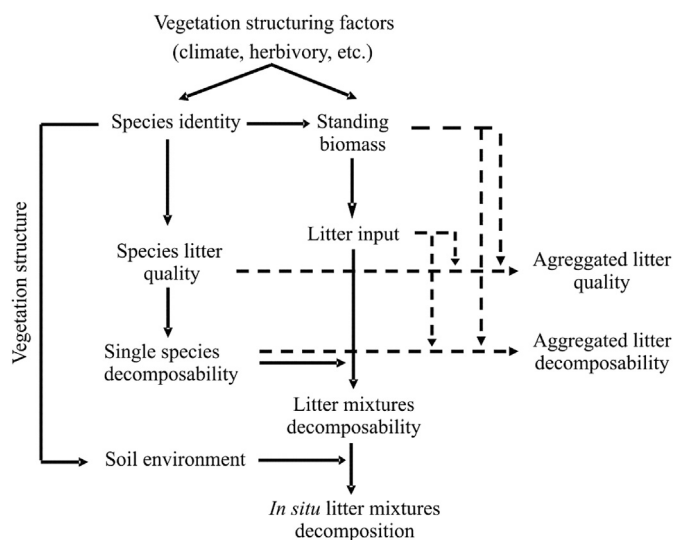 Vegetation structuring factors
(climate, herbivory, etc.)
Species identity
Standing
biomass
Vegetation structure
Litter input
Species litter
quality
Agreggated litter
quality
Single species
decomposability
Aggregated litter
decomposability
Litter mixtures
decomposability
Soil environment
In situ litter mixtures
decomposition